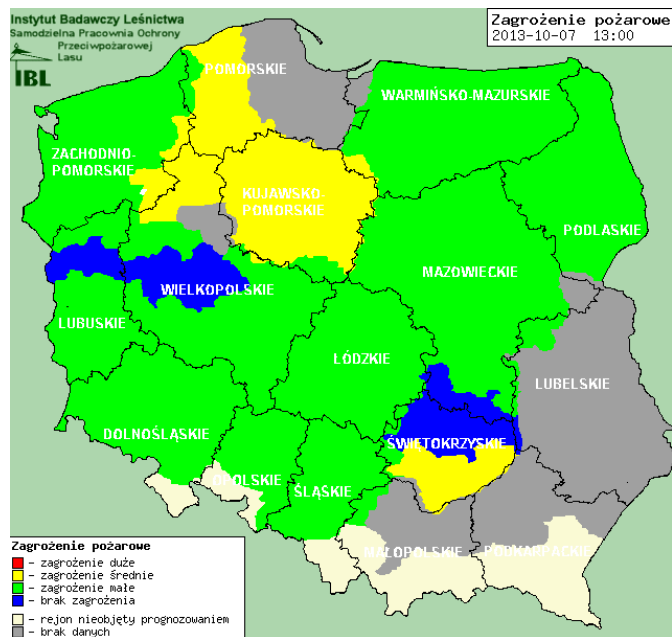 Instytut Badawczy Leśnictwa
Samodzielna Pracownia Ochrony
Przeciwpożarowej
Lasu
IBL
Zagrożenie pożarowe
2013-10-07 13:00
POMORSKIE
WARMIŃSKO-MAZURSKIE
ZACHODNIO-
POMORSKIE
KUJAWSKO-
POMORSKIE
PODLASKIE
MAZOWIECKIE
WIELKOPOLSKIE
LUBUSKIE
ŁÓDZKIE
LUBELSKIE
DOLNOŚLĄSKIE
ŚWIĘTOKRZYSKIE
OPOLSKIE
ŚLĄSKIE
MAŁOPOLSKIE
PODKARPACKIE
Zagrożenie pożarowe
- zagrożenie duże
- zagrożenie średnie
- zagrożenie małe
- brak zagrożenia
- rejon nieobjęty prognozowaniem
- brak danych